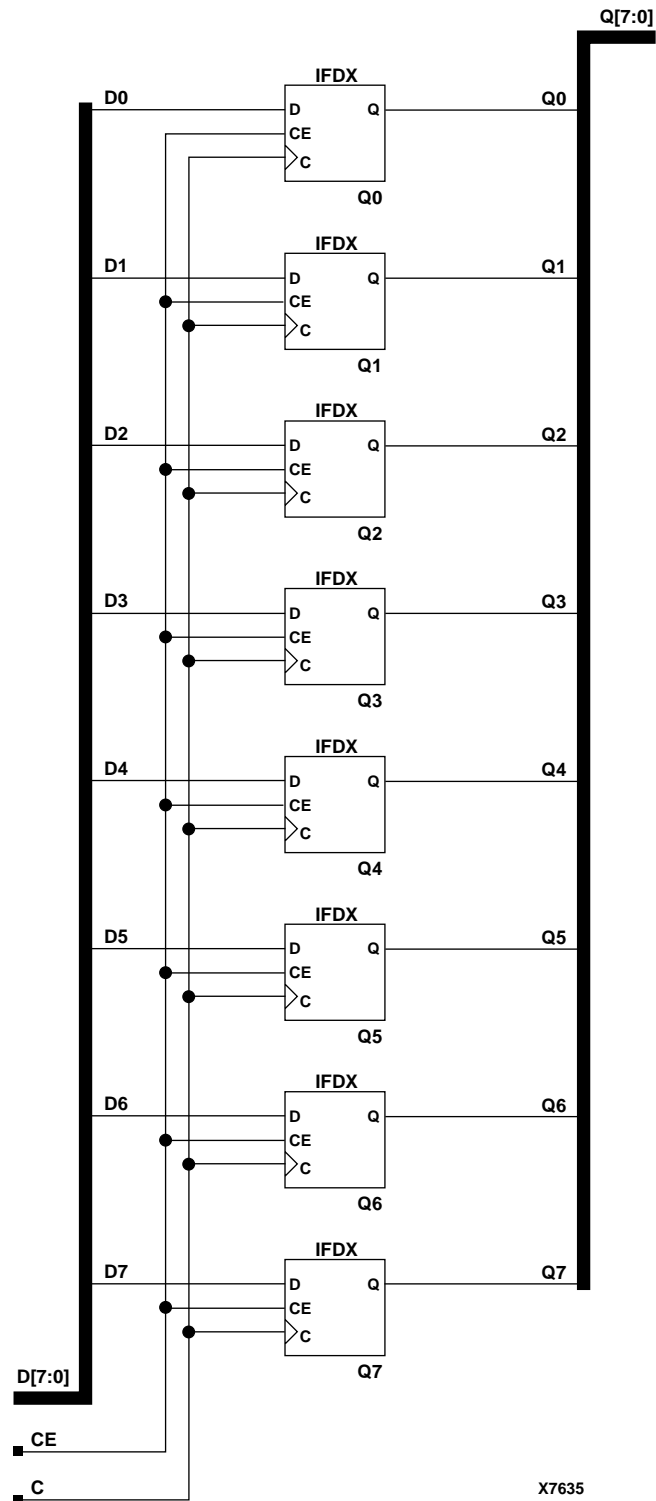 Q[7:0]
IFDX
D0 D Q Q0
CE
C
Q0
IFDX
D1 D Q Q1
CE
C
Q1
IFDX
D2 D Q Q2
CE
C
Q2
IFDX
D3 D Q Q3
CE
C
Q3
IFDX
D4 D Q Q4
CE
C
Q4
IFDX
D5 D Q Q5
CE
C
Q5
IFDX
D6 D Q Q6
CE
C
Q6
IFDX
D7 D Q Q7
CE
C
Q7
D[7:0]
CE
C
X7635